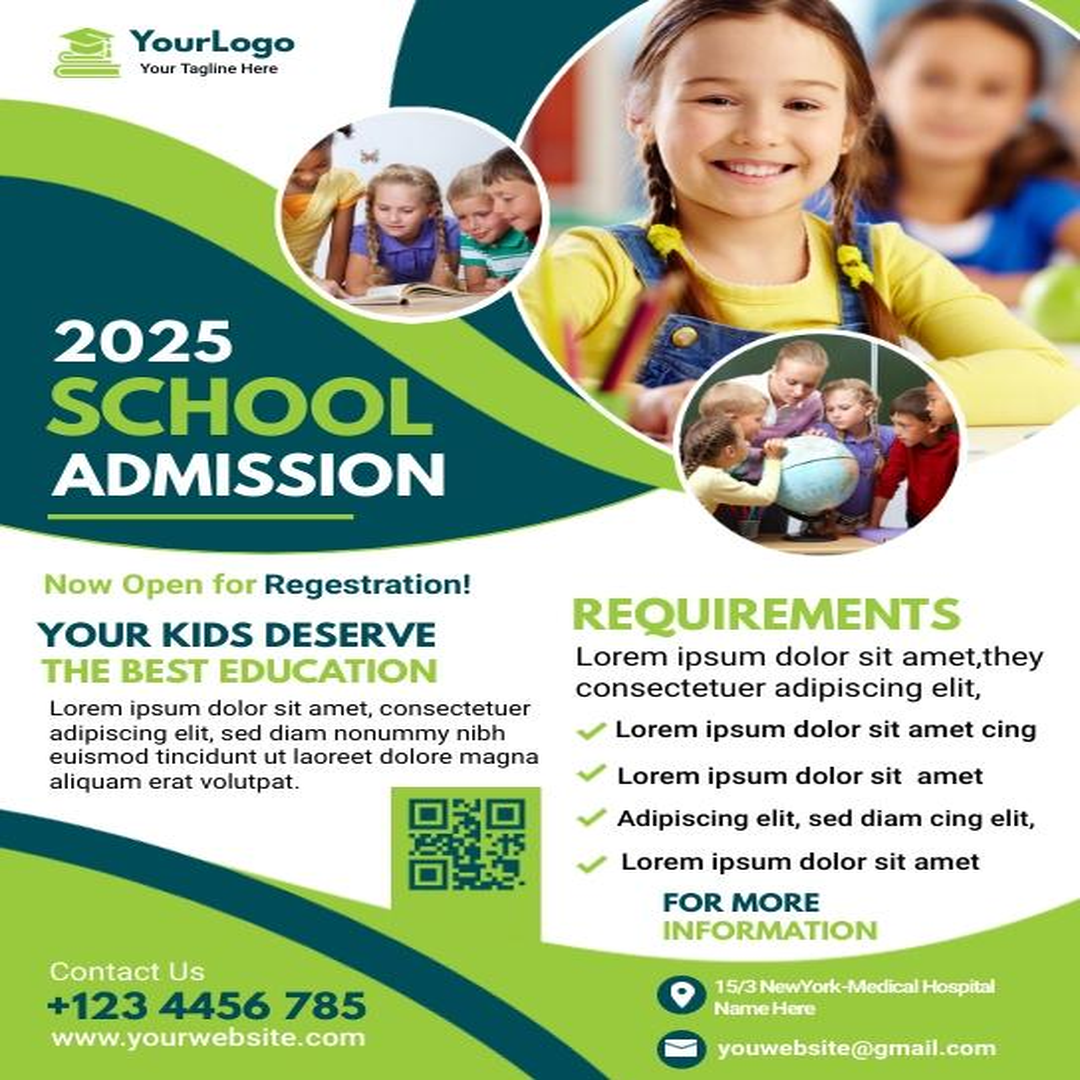 YourLogo
Your Tagline Here
2025
SCHOOL
ADMISSION
Now Open for Regestration!
YOUR KIDS DESERVE
THE BEST EDUCATION
Lorem ipsum dolor sit amet, consectetuer
adipiscing elit, sed diam nonummy nibh
euismod tincidunt ut laoreet dolore magna
aliquam erat volutpat.
REQUIREMENTS
Lorem ipsum dolor sit amet,they
consectetuer adipiscing elit,
Lorem ipsum dolor sit amet cing
Lorem ipsum dolor sit  amet
Adipiscing elit, sed diam cing elit,
Lorem ipsum dolor sit amet
FOR MORE
INFORMATION
Contact Us
+123 4456 785
www.yourwebsite.com
15/3 NewYork-Medical Hospital
Name Here
youwebsite@gmail.com